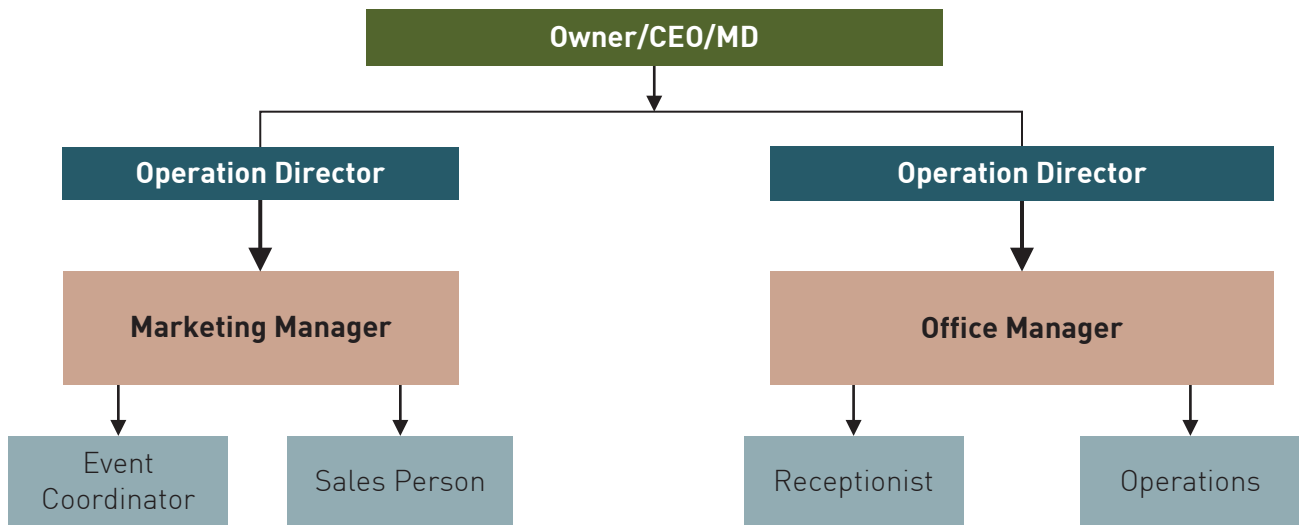 Owner/CEO/MD
Operation Director
Operation Director
Marketing Manager
Office Manager
Event
Coordinator
Sales Person
Receptionist
Operations